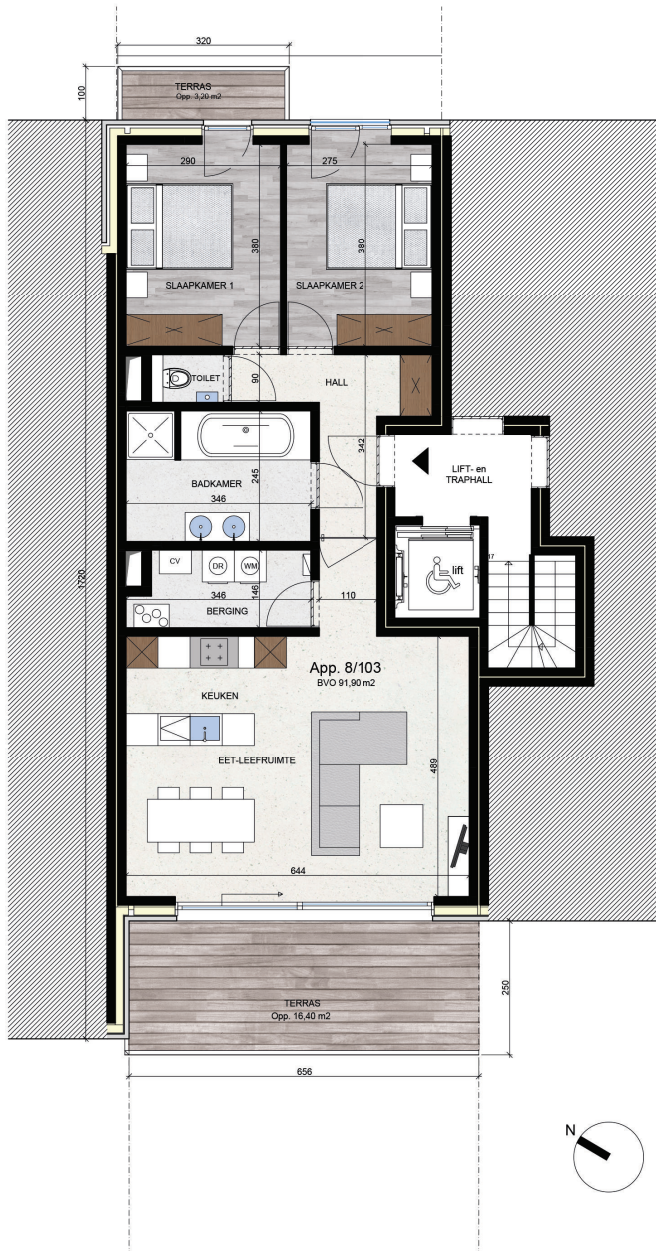 320
100
TERRAS
Opp. 3,20 m2
290
275
380
380
SLAAPKAMER 1
SLAAPKAMER 2
TOILET
90
HALL
342
LIFT- en
TRAPHALL
BADKAMER
245
346
17
lift
CV
DR
WM
346
146
110
BERGING
1720
App. 8/103
BVO 91,90 m2
KEUKEN
EET-LEEFRUIMTE
489
644
TERRAS
Opp. 16,40 m2
250
656
N